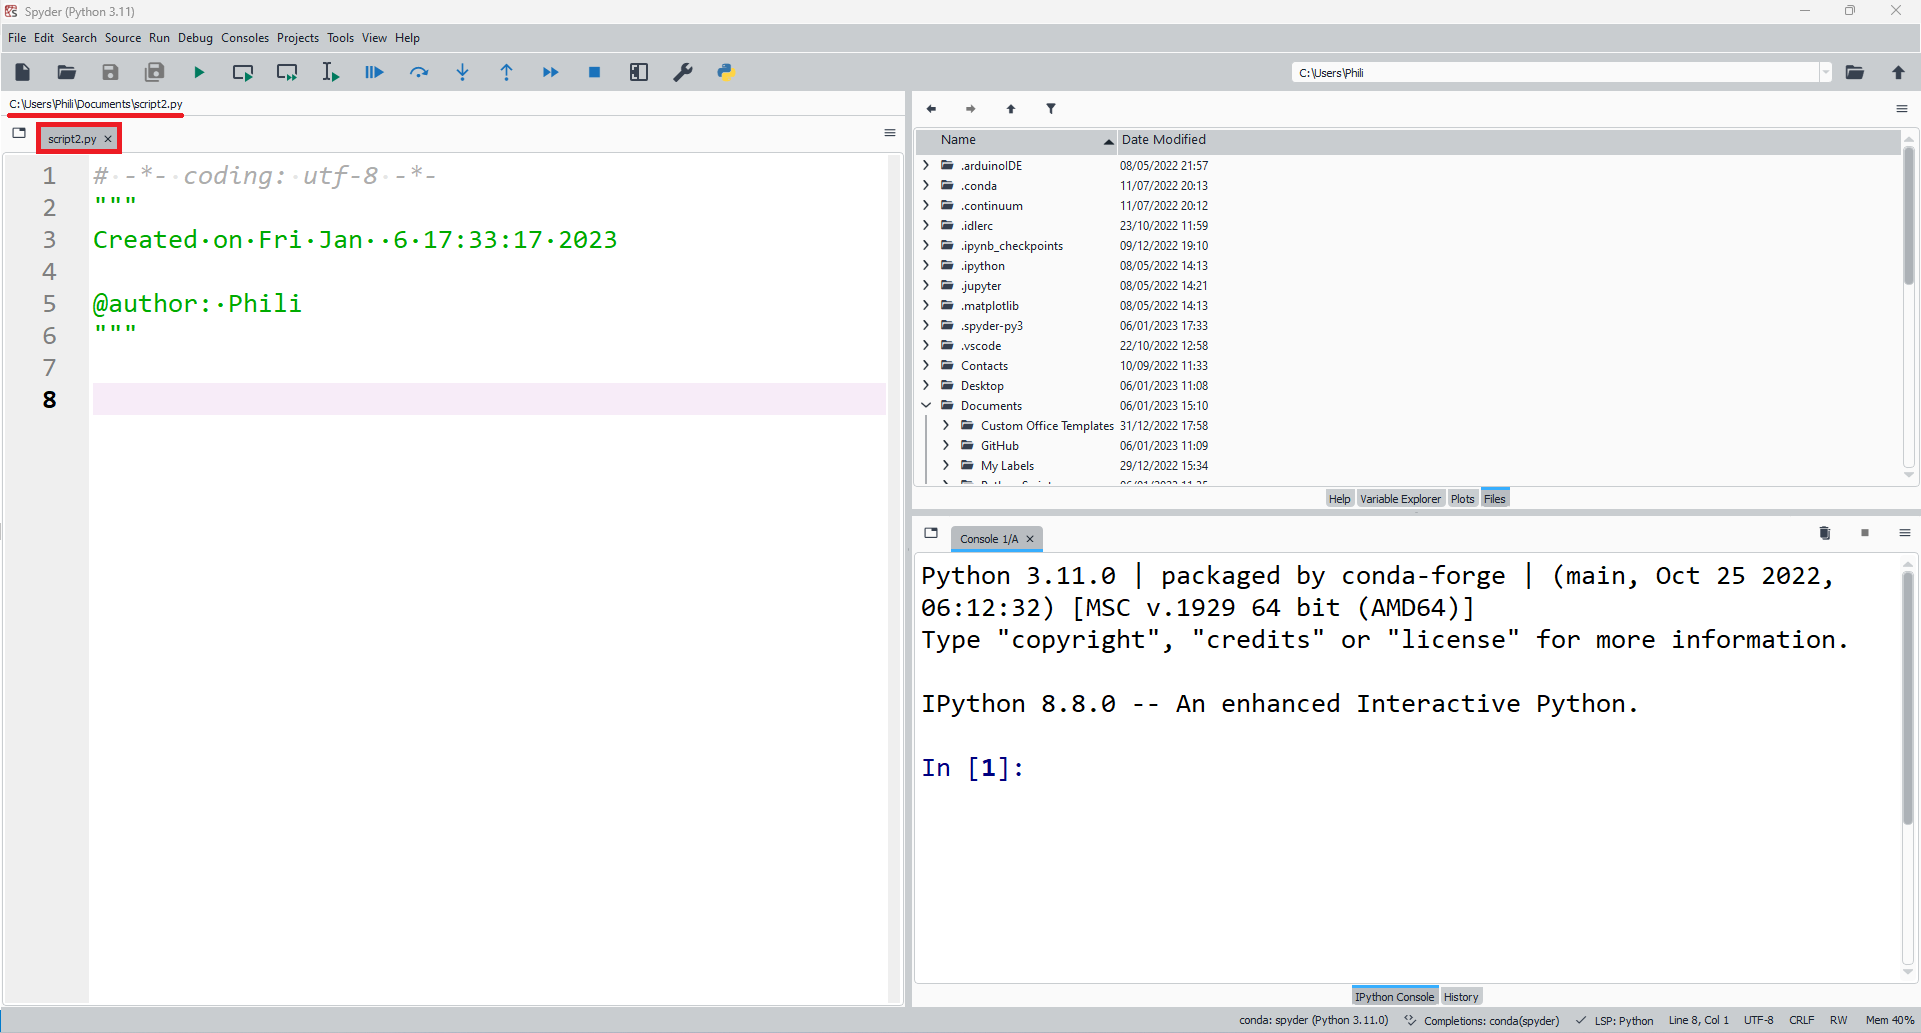 Spyder (Python 3.11)
File Edit Search Source Run Debug Consoles Projects Tools View Help
C:\Users\Phili
C:\Users\Phili\Documents\script2.py
script2.py
1 # -*- coding: utf-8 -*-
2 """
3 Created·on·Fri·Jan··6·17:33:17·2023
4
5 @author:·Phili
6 """
7
8
Name Date Modified
.arduinoIDE 08/05/2022 21:57
.conda 11/07/2022 20:13
.continuum 11/07/2022 20:12
.idlerc 23/10/2022 11:59
.ipynb_checkpoints 09/12/2022 19:10
.ipython 08/05/2022 14:13
.jupyter 08/05/2022 14:21
.matplotlib 08/05/2022 14:13
.spyder-py3 06/01/2023 17:33
.vscode 22/10/2022 12:58
Contacts 10/09/2022 11:33
Desktop 06/01/2023 11:08
Documents 06/01/2023 15:10
Custom Office Templates 31/12/2022 17:58
GitHub 06/01/2023 11:09
My Labels 29/12/2022 15:34
Help Variable Explorer Plots Files
Console 1/A
Python 3.11.0 | packaged by conda-forge | (main, Oct 25 2022,
06:12:32) [MSC v.1929 64 bit (AMD64)]
Type "copyright", "credits" or "license" for more information.
IPython 8.8.0 -- An enhanced Interactive Python.
In [1]:
IPython Console History
conda: spyder (Python 3.11.0) Completions: conda(spyder) LSP: Python Line 8, Col 1 UTF-8 CRLF RW Mem 40%